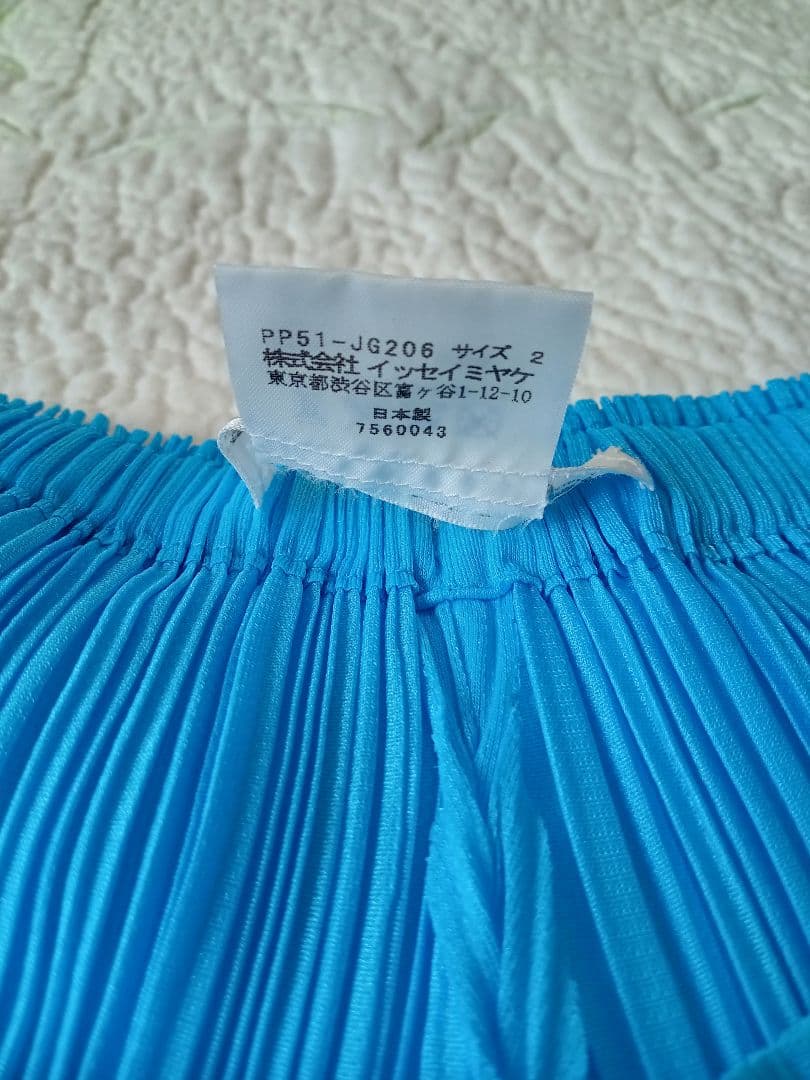 PP51-JG206 サイズ 2
株式会社 イッセイミヤケ
東京都渋谷区富ヶ谷1-12-10
日本製
7560043